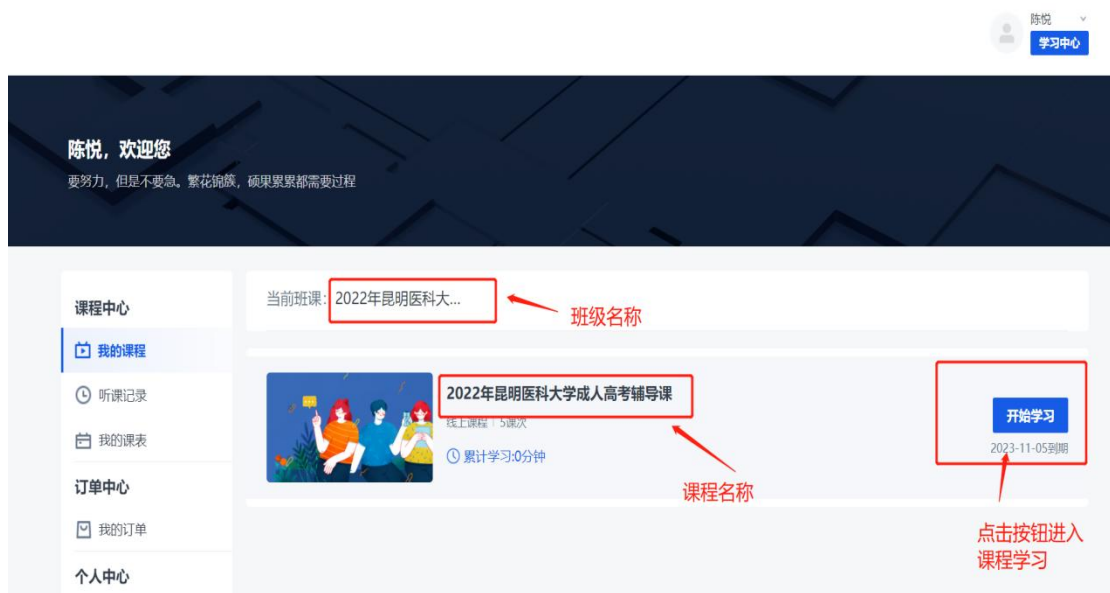 陈悦
学习中心
陈悦，欢迎您
要努力，但是不要急。繁花锦簇，硕果累累都需要过程
课程中心
我的课程
听课记录
我的课表
订单中心
我的订单
个人中心
当前班课：2022年昆明医科大...
班级名称
2022年昆明医科大学成人高考辅导课
线上课程 | 5课次
累计学习:0分钟
课程名称
开始学习
2023-11-05到期
点击按钮进入
课程学习